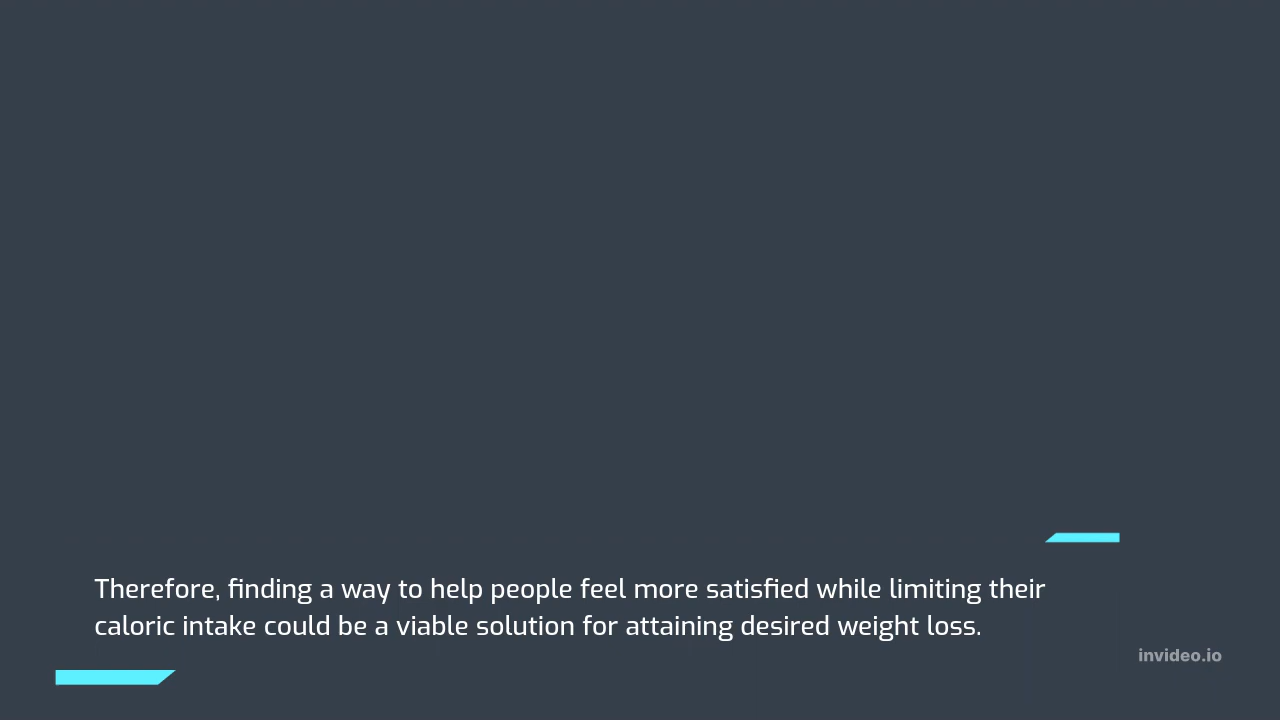 Therefore, finding a way to help people feel more satisfied while limiting their
caloric intake could be a viable solution for attaining desired weight loss.
invideo.io